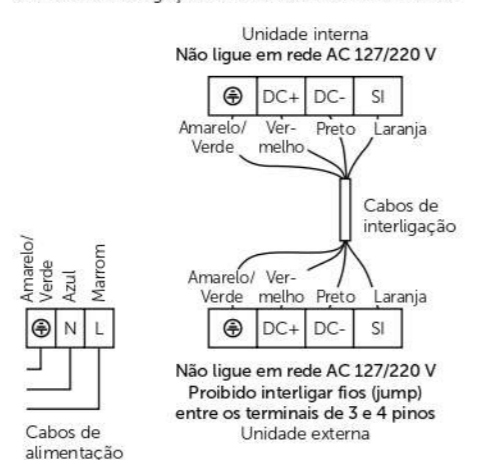 Unidade interna
Não ligue em rede AC 127/220 V
DC+ DC- SI
Amarelo/ Ver- Preto Laranja
Verde melho
Cabos de
interligação
Amarelo/
Verde
Azul
Marrom
N L
Cabos de
alimentação
Amarelo/ Ver-
Verde melho Preto Laranja
DC+ DC- SI
Não ligue em rede AC 127/220 V
Proibido interligar fios (jump)
entre os terminais de 3 e 4 pinos
Unidade externa